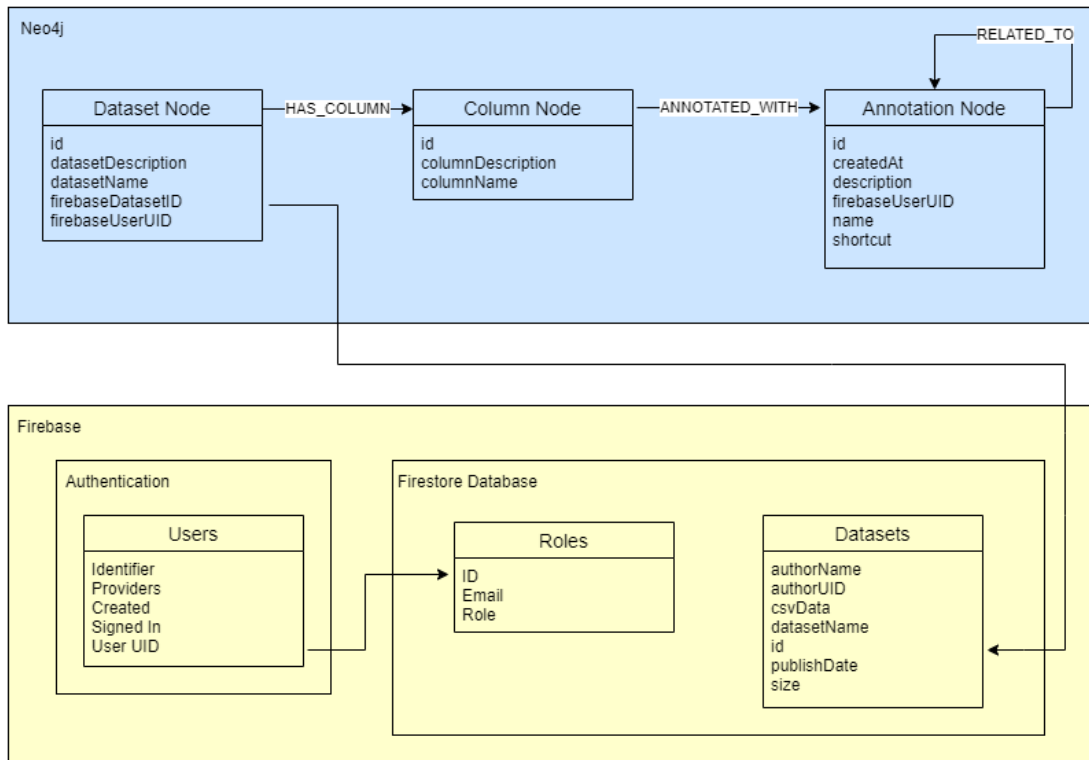 Neo4j
RELATED_TO
Dataset Node
HAS_COLUMN
Column Node
ANNOTATED_WITH
Annotation Node
id
datasetDescription
datasetName
firebaseDatasetID
firebaseUserUID
id
columnDescription
columnName
id
createdAt
description
firebaseUserUID
name
shortcut
Firebase
Authentication
Users
Identifier
Providers
Created
Signed In
User UID
Firestore Database
Roles
ID
Email
Role
Datasets
authorName
authorUID
csvData
datasetName
id
publishDate
size